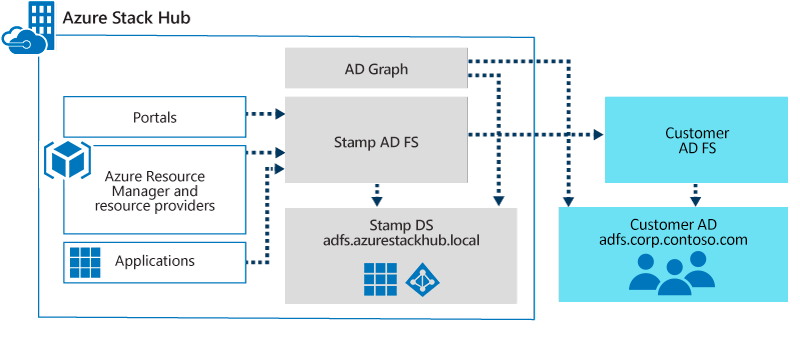 Azure Stack Hub
AD Graph
Portals
Stamp AD FS
Customer
AD FS
Azure Resource
Manager and
resource providers
Stamp DS
adfs.azurestackhub.local
Customer AD
adfs.corp.contoso.com
Applications